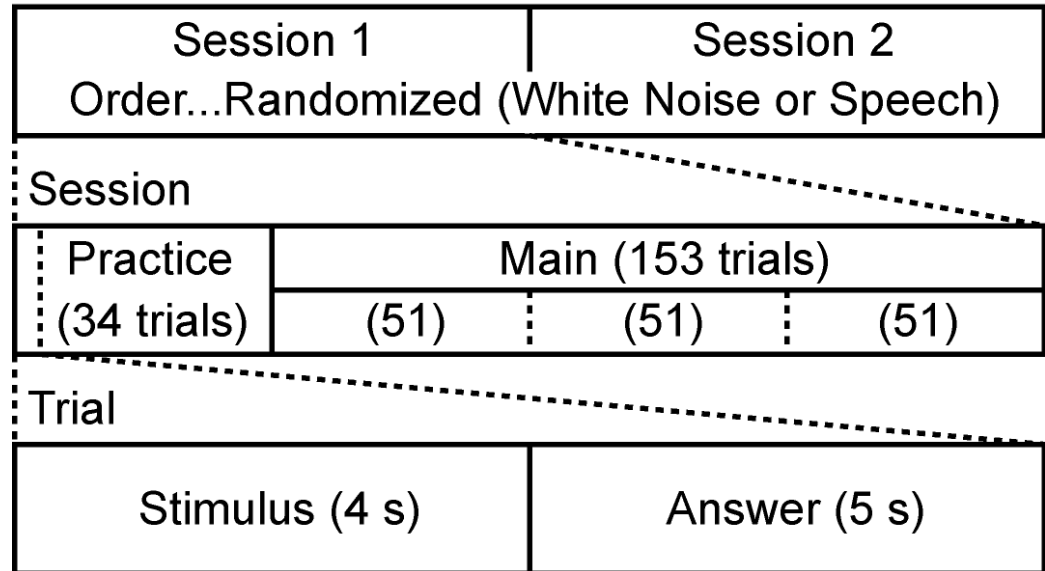 Session 1
Session 2
Order...Randomized (White Noise or Speech)
Session
Practice
(34 trials)
Main (153 trials)
(51)
(51)
(51)
Trial
Stimulus (4 s)
Answer (5 s)